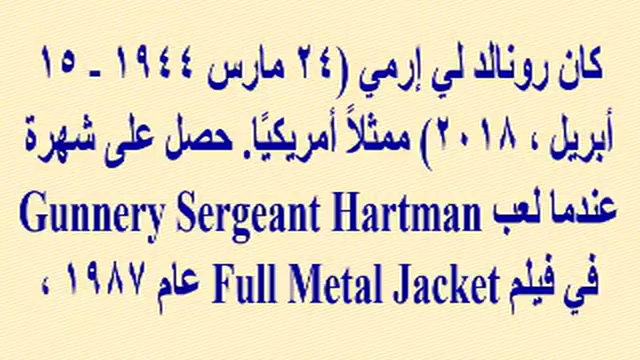 كان رونالد لي إرمي (٢٤ مارس ١٩٤٤ - ١٥
أبريل ، ٢٠١٨) ممثلاً أمريكيًا. حصل على شهرة
عندما لعب Gunnery Sergeant Hartman
في فيلم Full Metal Jacket عام ١٩٨٧ ،